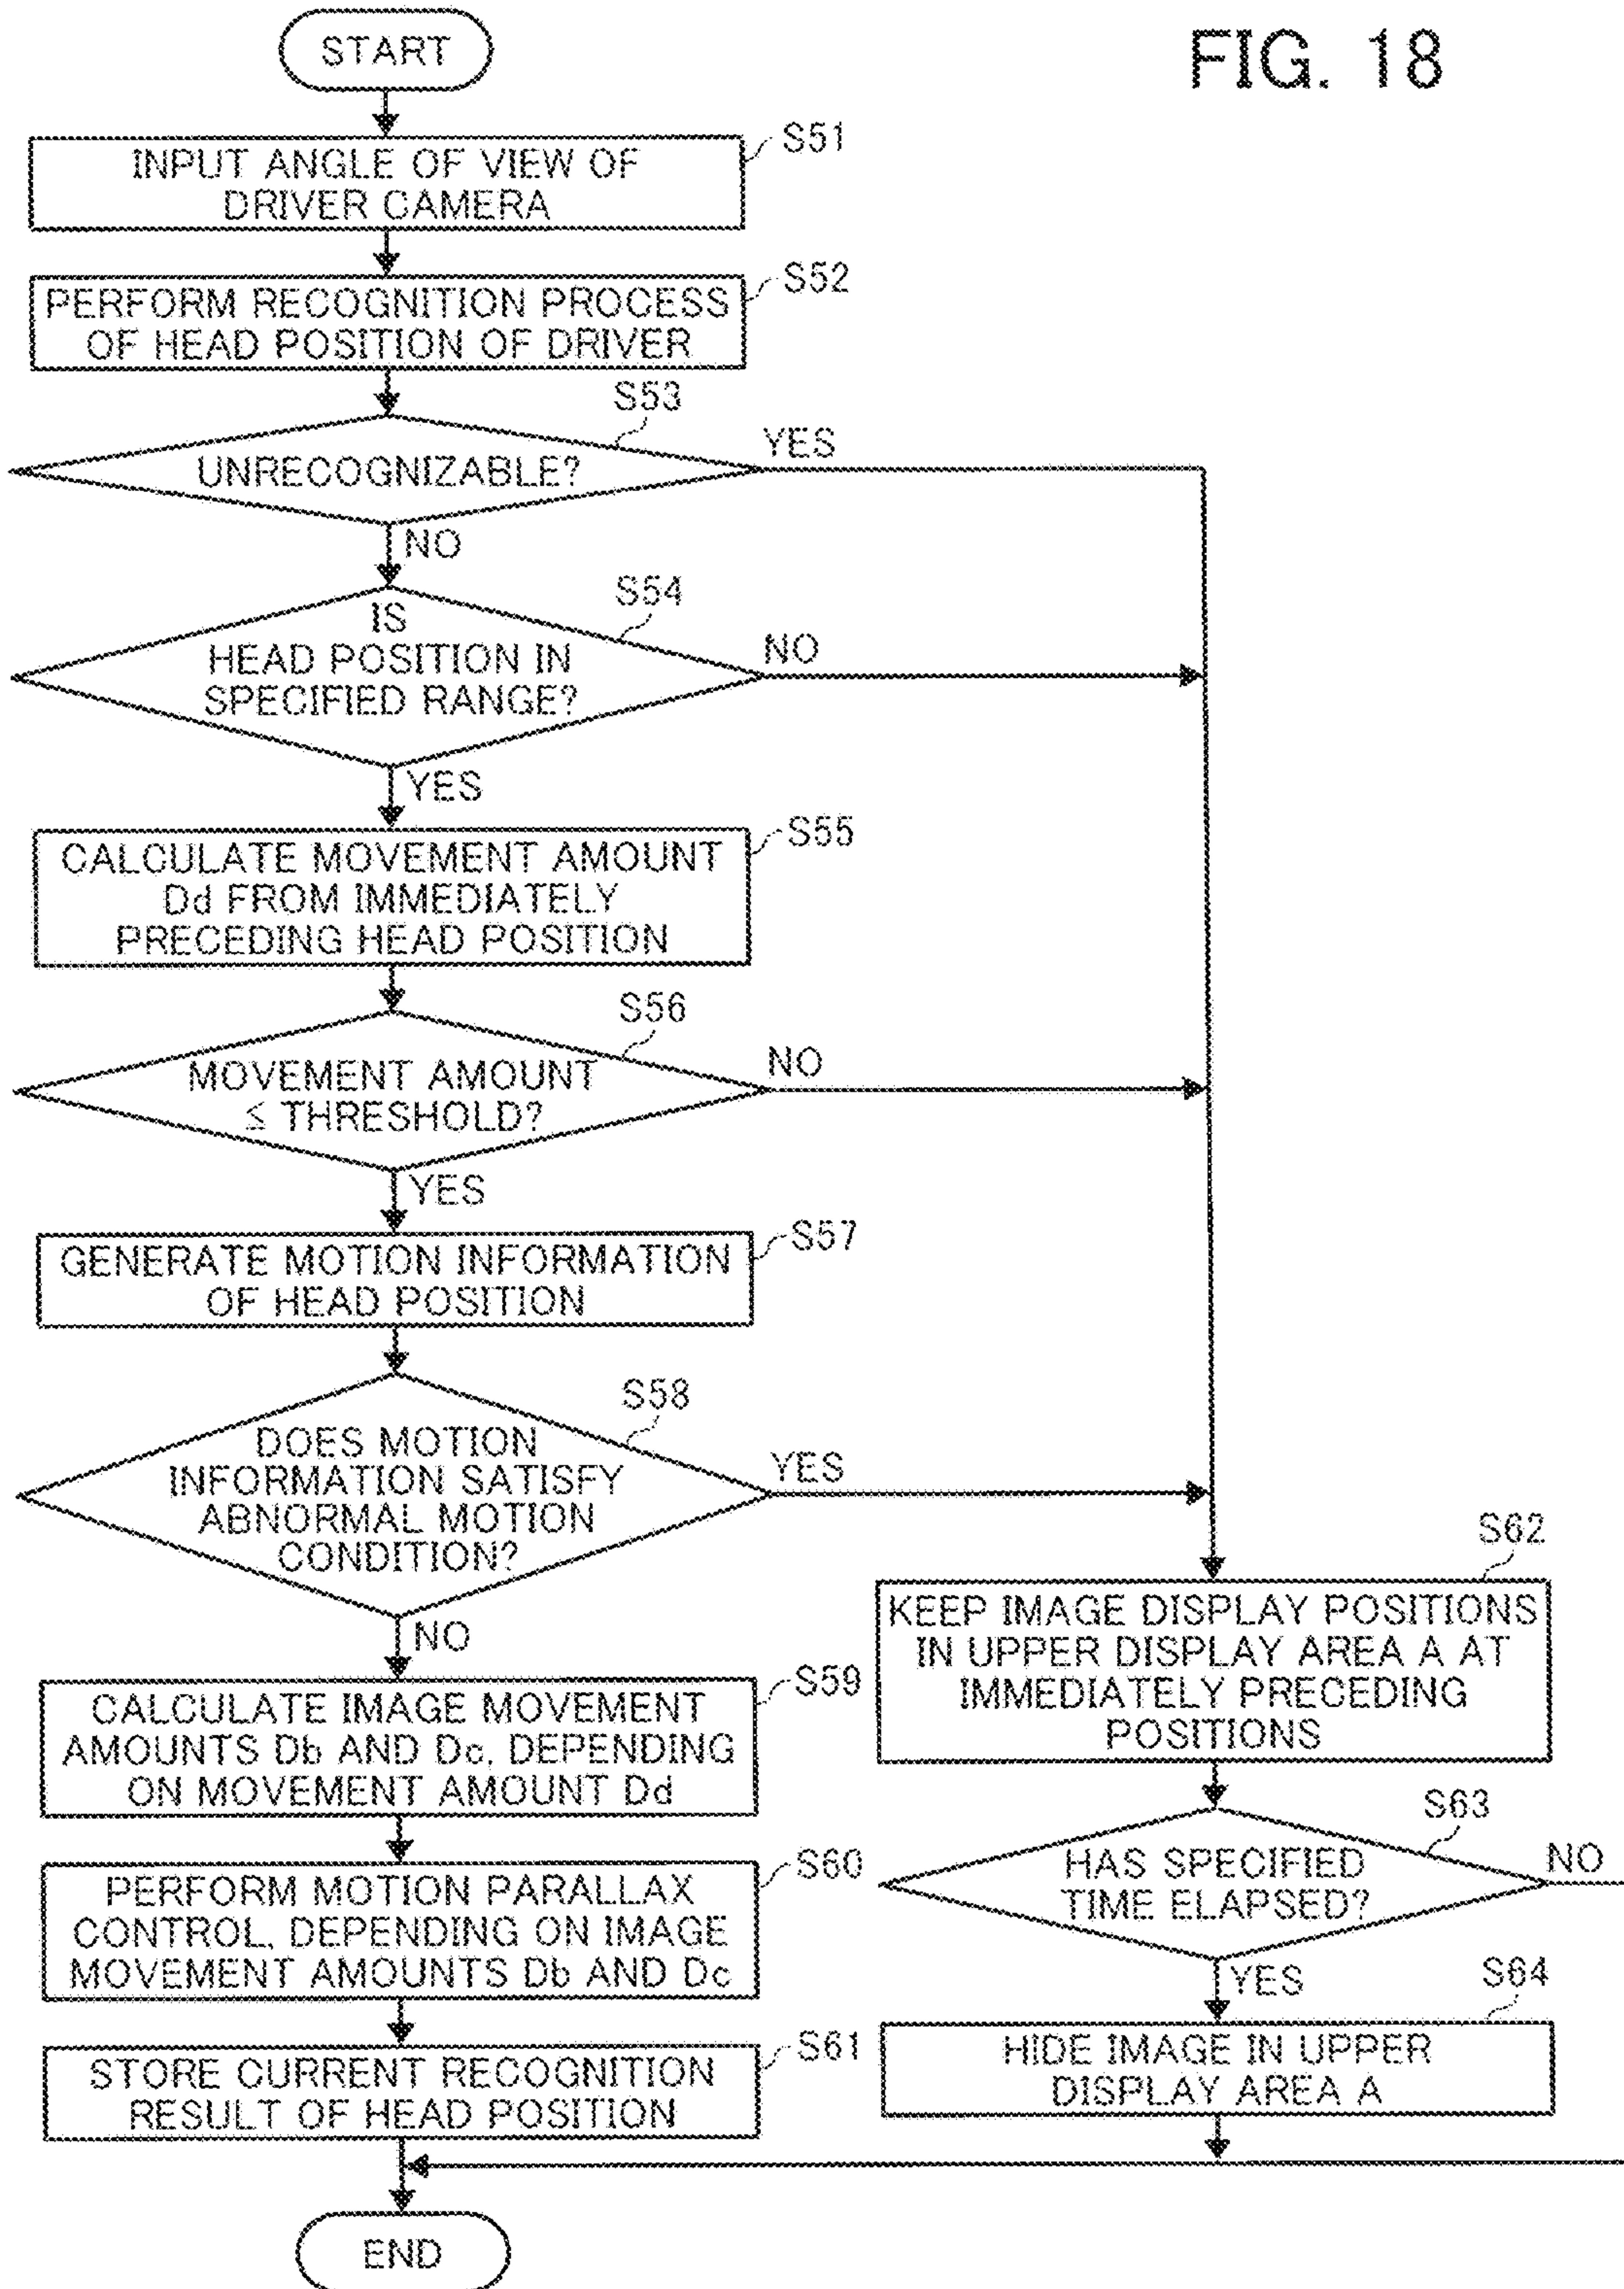 FIG. 18
START
S51
INPUT ANGLE OF VIEW OF
DRIVER CAMERA
S52
PERFORM RECOGNITION PROCESS
OF HEAD POSITION OF DRIVER
S53
UNRECOGNIZABLE?
YES
NO
S54
IS
HEAD POSITION IN
SPECIFIED RANGE?
NO
YES
S55
CALCULATE MOVEMENT AMOUNT
Dd FROM IMMEDIATELY
PRECEDING HEAD POSITION
S56
MOVEMENT AMOUNT
≤ THRESHOLD?
NO
YES
S57
GENERATE MOTION INFORMATION
OF HEAD POSITION
S58
DOES MOTION
INFORMATION SATISFY
ABNORMAL MOTION
CONDITION?
YES
NO
S59
CALCULATE IMAGE MOVEMENT
AMOUNTS Db AND Dc, DEPENDING
ON MOVEMENT AMOUNT Dd
S60
PERFORM MOTION PARALLAX
CONTROL, DEPENDING ON IMAGE
MOVEMENT AMOUNTS Db AND Dc
S61
STORE CURRENT RECOGNITION
RESULT OF HEAD POSITION
S62
KEEP IMAGE DISPLAY POSITIONS
IN UPPER DISPLAY AREA A AT
IMMEDIATELY PRECEDING
POSITIONS
S63
HAS SPECIFIED
TIME ELAPSED?
NO
YES
S64
HIDE IMAGE IN UPPER
DISPLAY AREA A
END